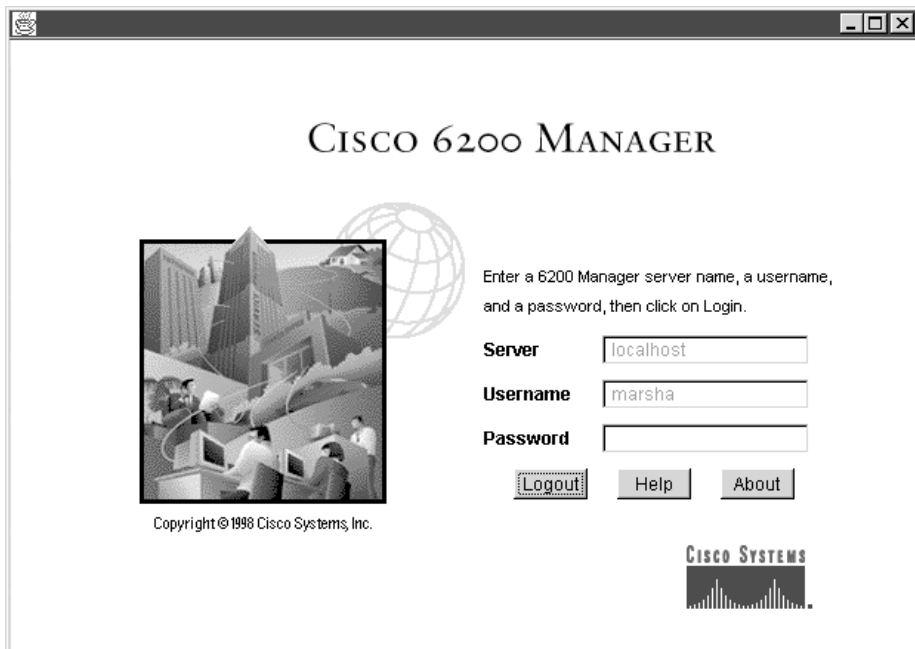 CISCO 6200 MANAGER
Enter a 6200 Manager server name, a username,
and a password, then click on Login.
Server localhost
Username marsha
Password
Logout Help About
Copyright © 1998 Cisco Systems, Inc.
CISCO SYSTEMS